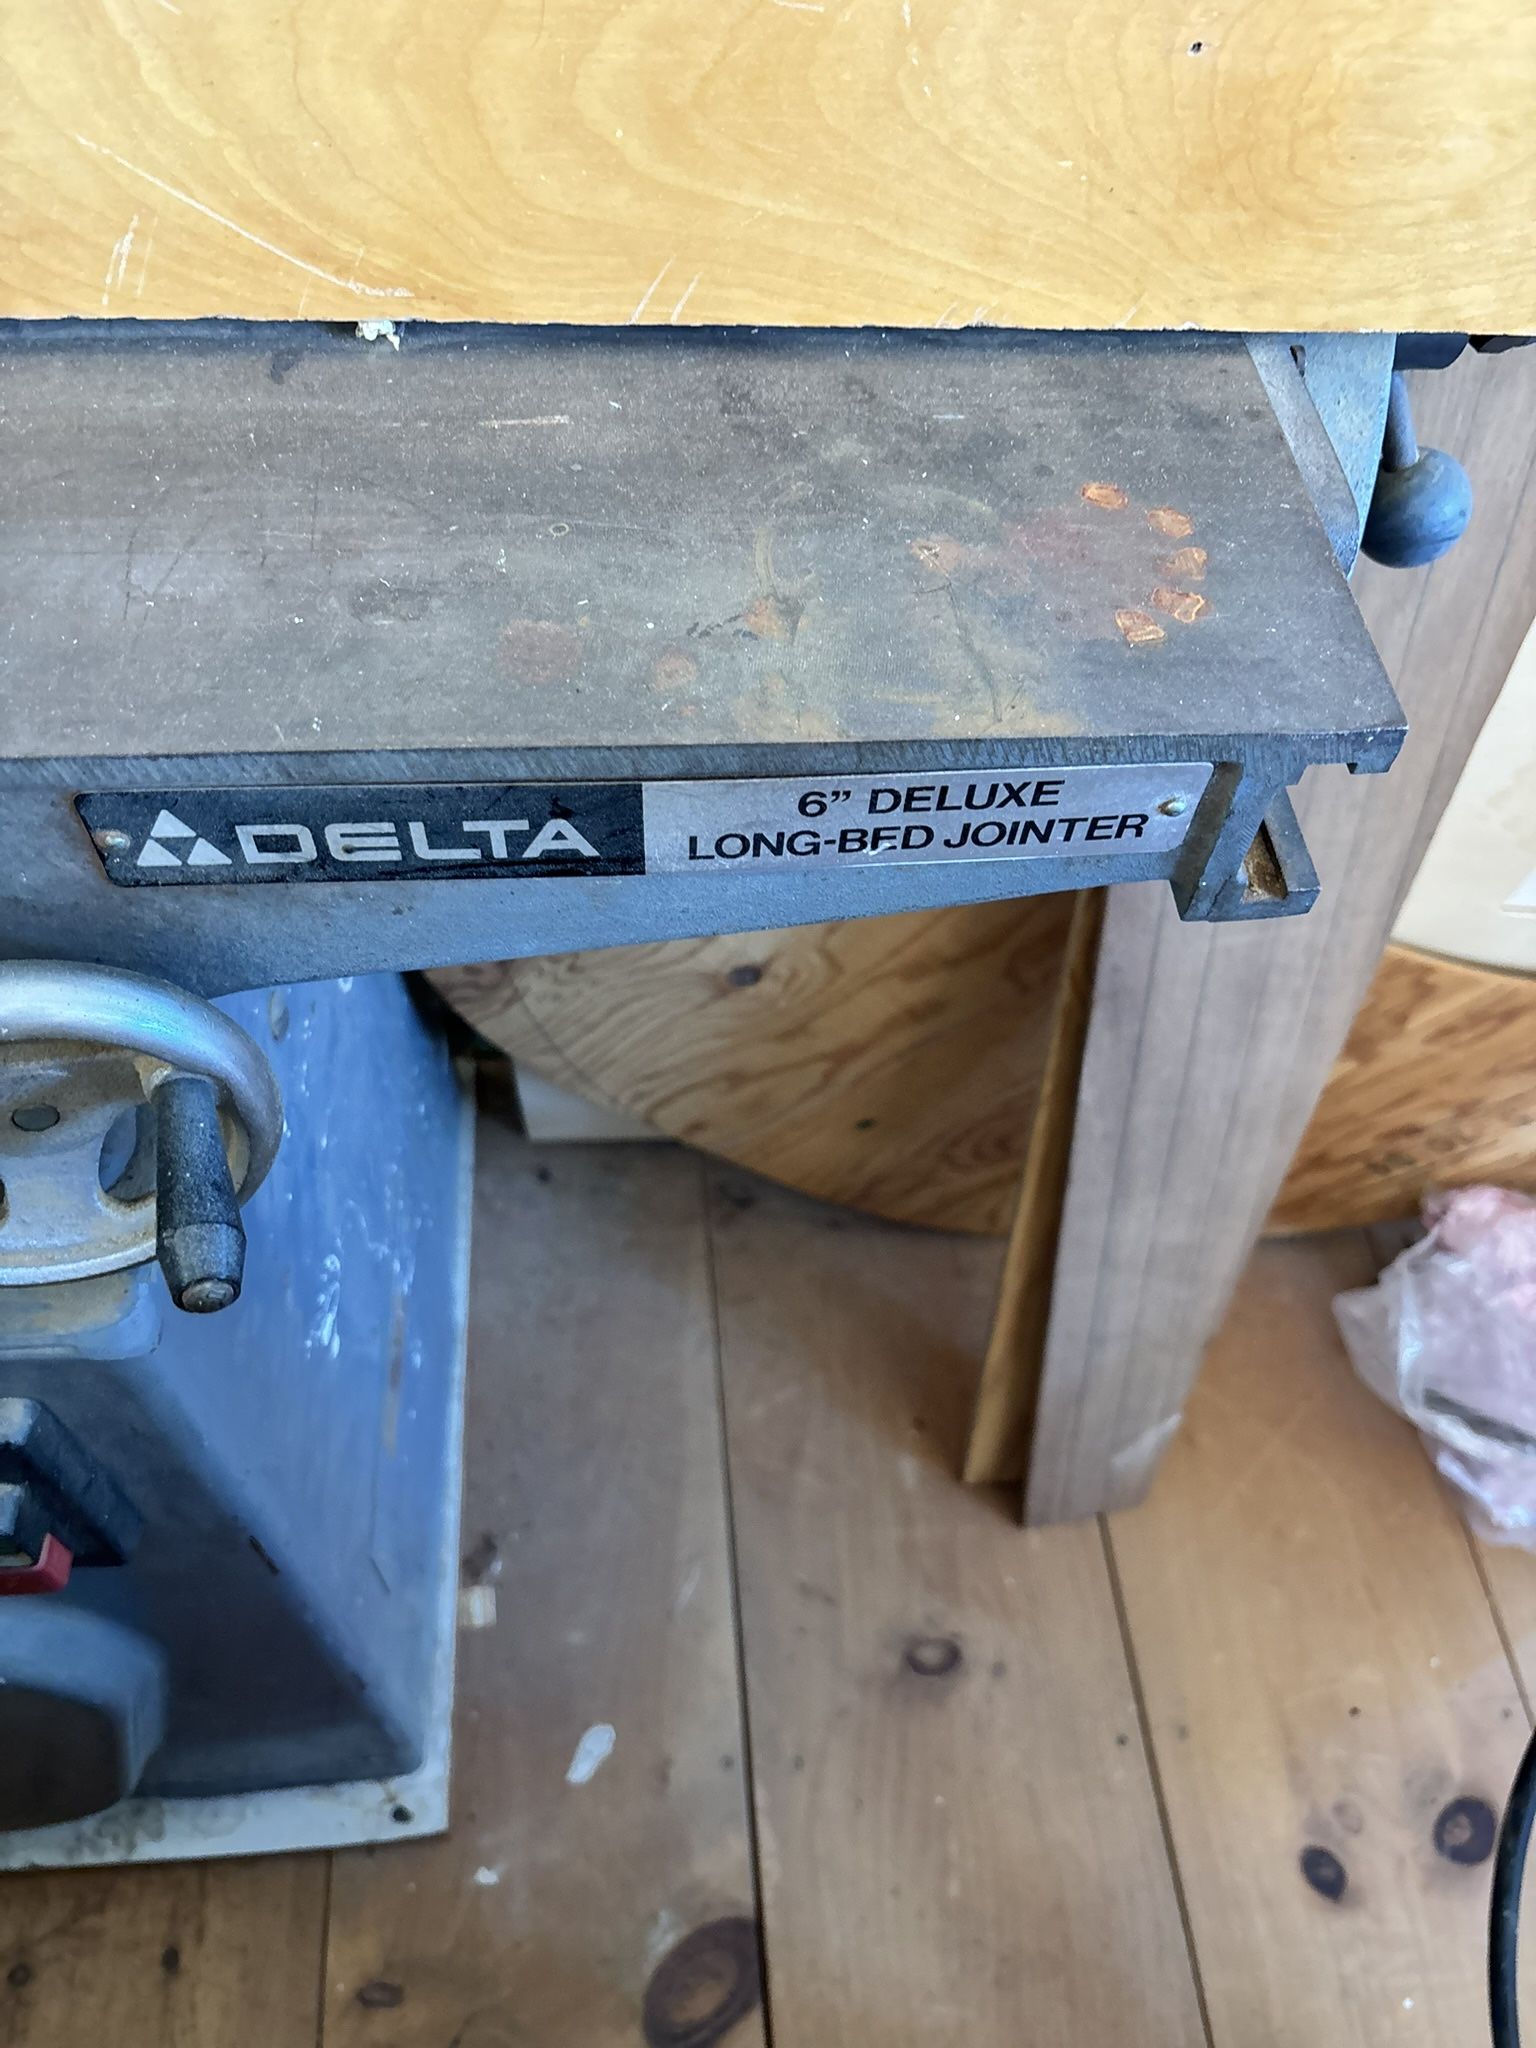 DELTA
6” DELUXE
LONG-BED JOINTER